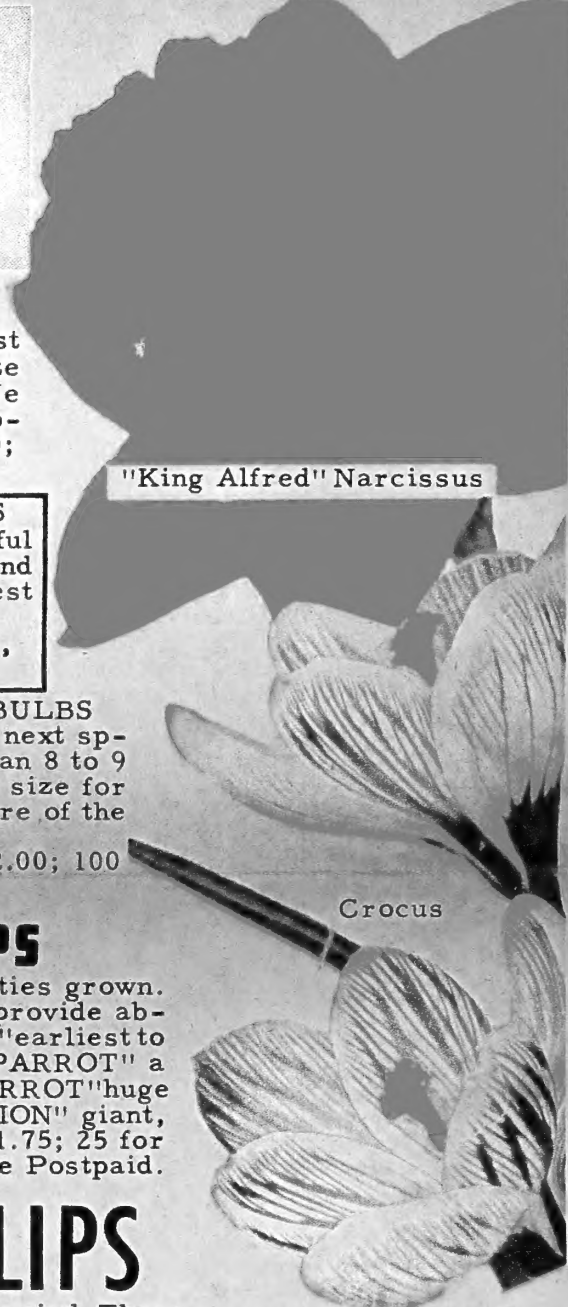 st
"King Alfred" Narcissus
ful
nd
est
BULBS
next sp-
an 8 to 9
size for
re of the
2.00; 100
Crocus
PS
ties grown.
provide ab-
"earliest to
PARROT" a
RROT" huge
ION" giant,
1.75; 25 for
e Postpaid.
LIPS